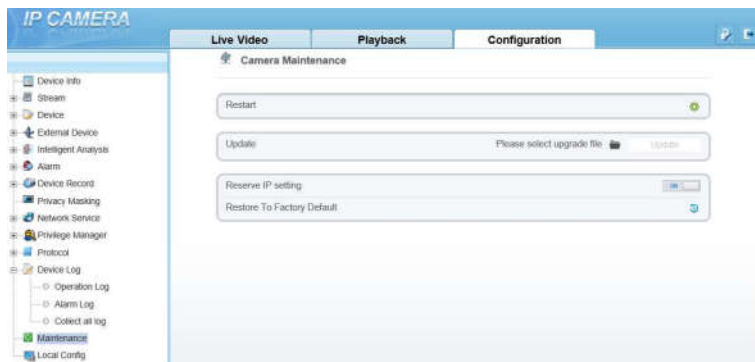 IP CAMERA
Live Video
Playback
Configuration
Camera Maintenance
Device Info
Stream
Device
External Device
Intelligent Analysis
Alarm
Device Record
Privacy Masking
Network Service
Privilege Manager
Protocol
Device Log
Operation Log
Alarm Log
Collect all log
Maintenance
Local Config
Restart
Update
Please select upgrade file
Update
Reserve IP setting
ON
Restore To Factory Default